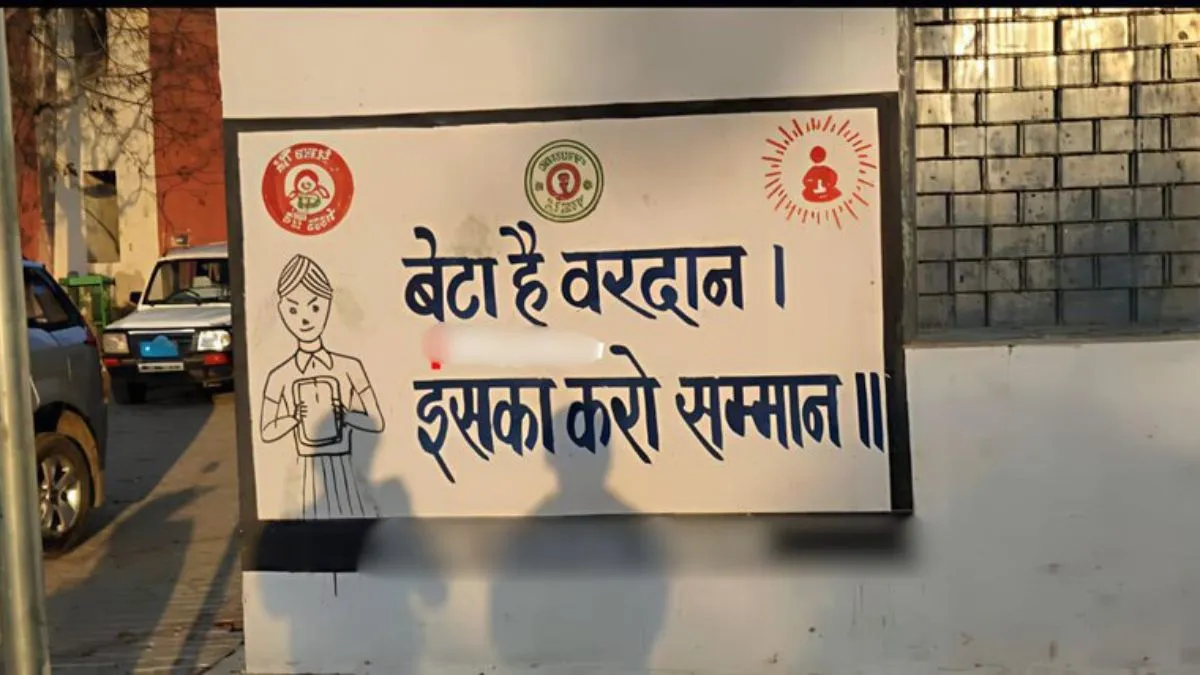 बेटा है वरदान ।
इसका करो सम्मान ॥